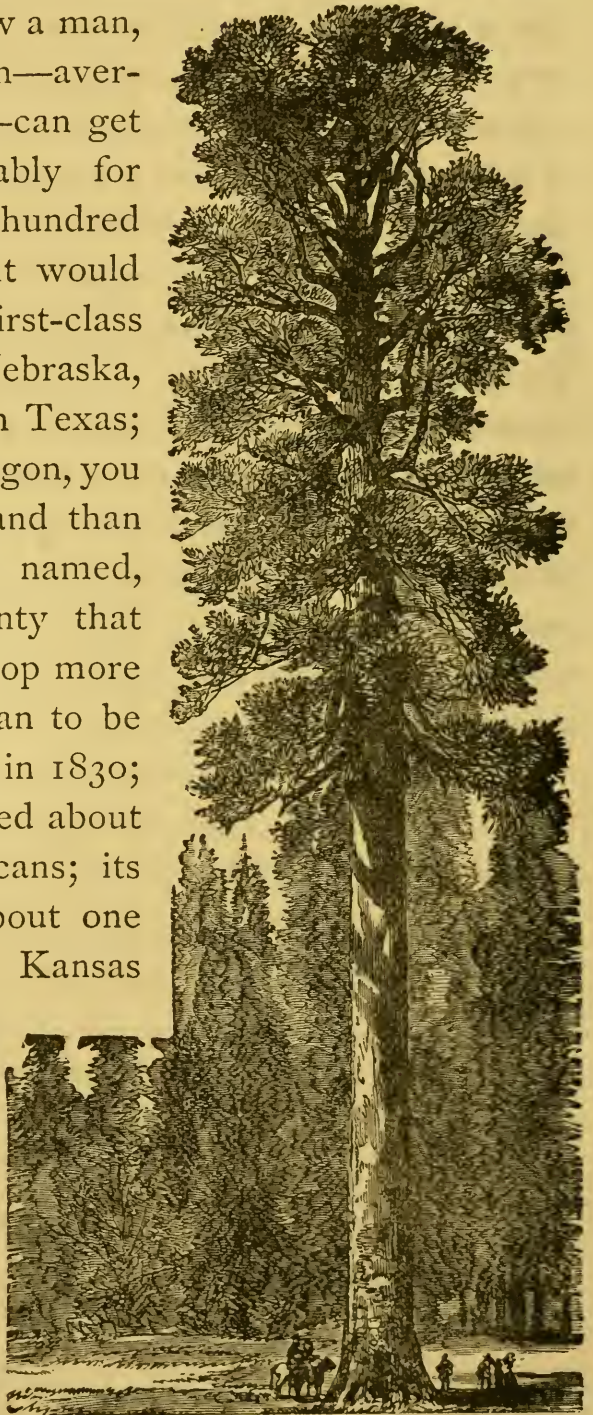 w a man,
n—aver-
-can get
ably for
hundred
it would
irst-class
Nebraska,
n Texas;
gon, you
and than
named,
nty that
op more
an to be
in 1830;
ed about
cans; its
bout one
Kansas